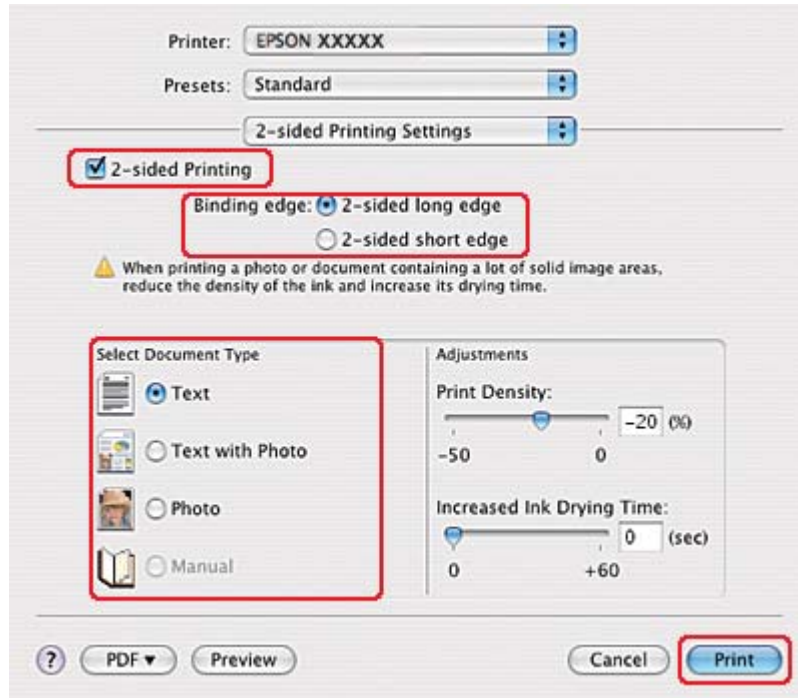 Printer: EPSON XXXXX
Presets: Standard
2-sided Printing Settings
2-sided Printing
Binding edge: 2-sided long edge
2-sided short edge
When printing a photo or document containing a lot of solid image areas,
reduce the density of the ink and increase its drying time.
Select Document Type
Text
Text with Photo
Photo
Manual
Adjustments
Print Density:
-20 (%)
-50 0
Increased Ink Drying Time:
0 (sec)
0 +60
? PDF Preview Cancel Print